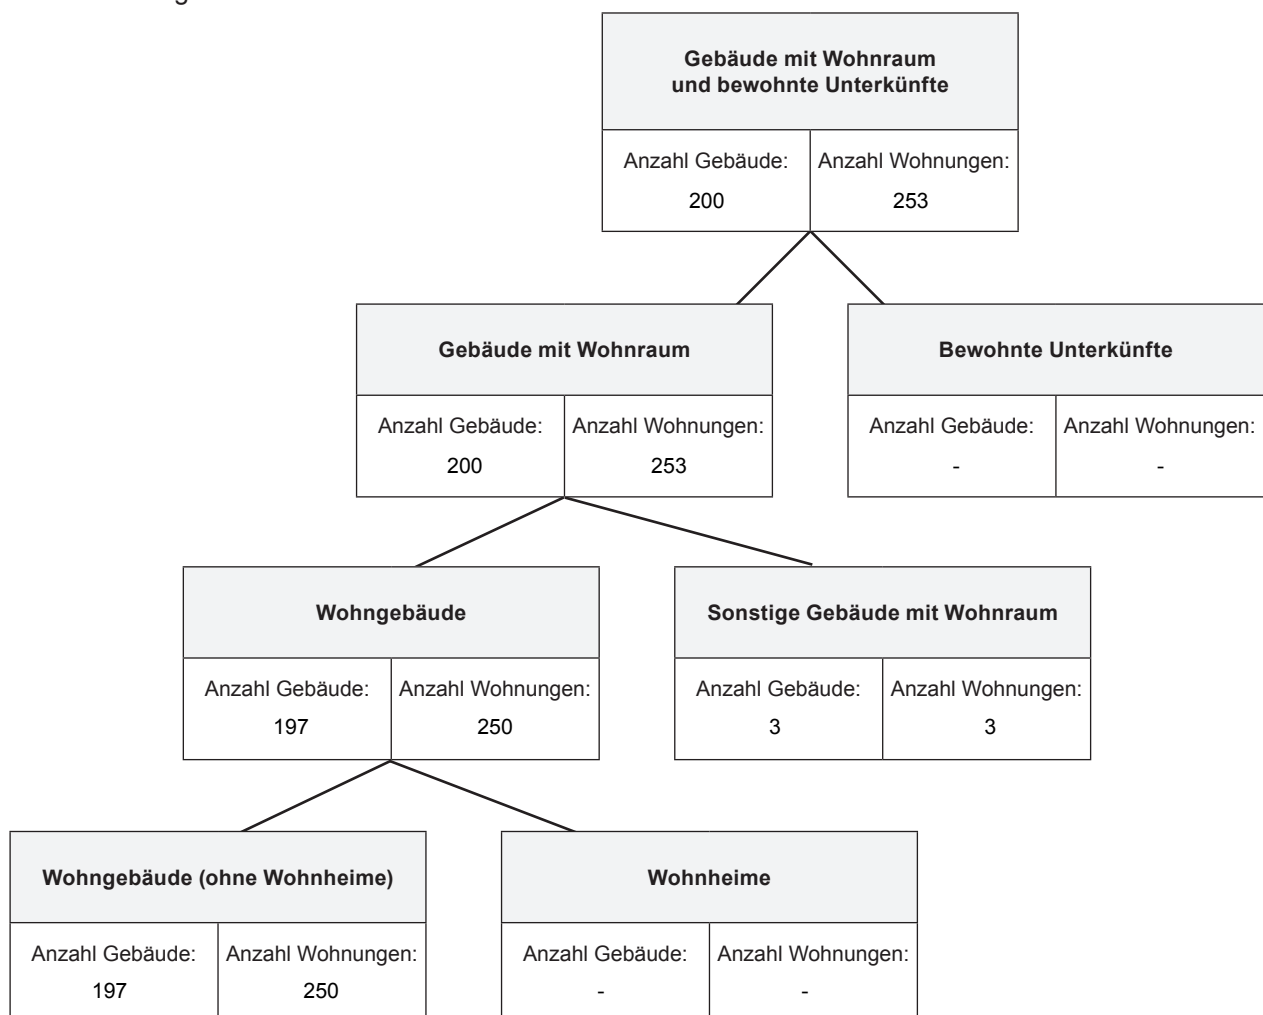 g
Gebäude mit Wohnraum
und bewohnte Unterkünfte
Anzahl Gebäude: Anzahl Wohnungen:
200 253
Gebäude mit Wohnraum
Anzahl Gebäude: Anzahl Wohnungen:
200 253
Bewohnte Unterkünfte
Anzahl Gebäude: Anzahl Wohnungen:
- -
Wohngebäude
Anzahl Gebäude: Anzahl Wohnungen:
197 250
Sonstige Gebäude mit Wohnraum
Anzahl Gebäude: Anzahl Wohnungen:
3 3
Wohngebäude (ohne Wohnheime)
Anzahl Gebäude: Anzahl Wohnungen:
197 250
Wohnheime
Anzahl Gebäude: Anzahl Wohnungen:
- -